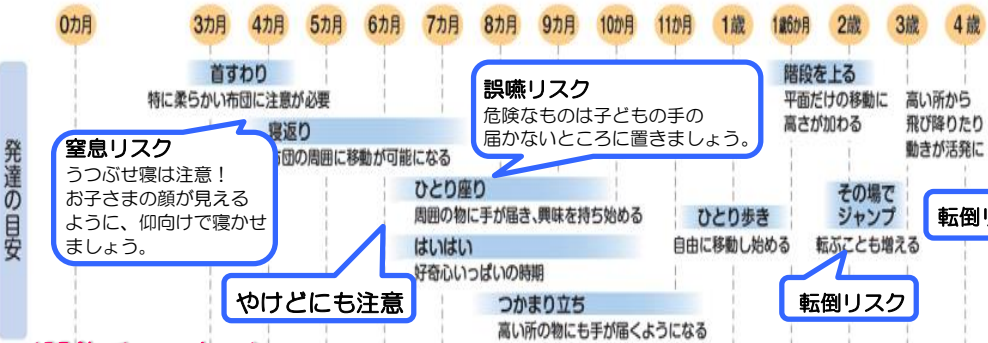 0カ月 3カ月 4カ月 5カ月 6カ月 7カ月 8カ月 9カ月 10か月 11か月 1歳 1歳6か月 2歳 3歳 4歳
発達の目安
首すわり
特に柔らかい布団に注意が必要
寝返り
布団の周囲に移動が可能になる
窒息リスク
うつぶせ寝は注意！
お子さまの顔が見える
ように、仰向けで寝かせ
ましょう。
誤嚥リスク
危険なものは子どもの手の
届かないところに置きましょう。
ひとり座り
周囲の物に手が届き、興味を持ち始める
はいはい
好奇心いっぱいの時期
やけどにも注意
つかまり立ち
高い所の物にも手が届くようになる
ひとり歩き
自由に移動し始める
階段を上る
平面だけの移動に
高さが加わる
その場で
ジャンプ
転ぶことも増える
転倒リスク
高い所から
飛び降りたり
動きが活発に
転倒